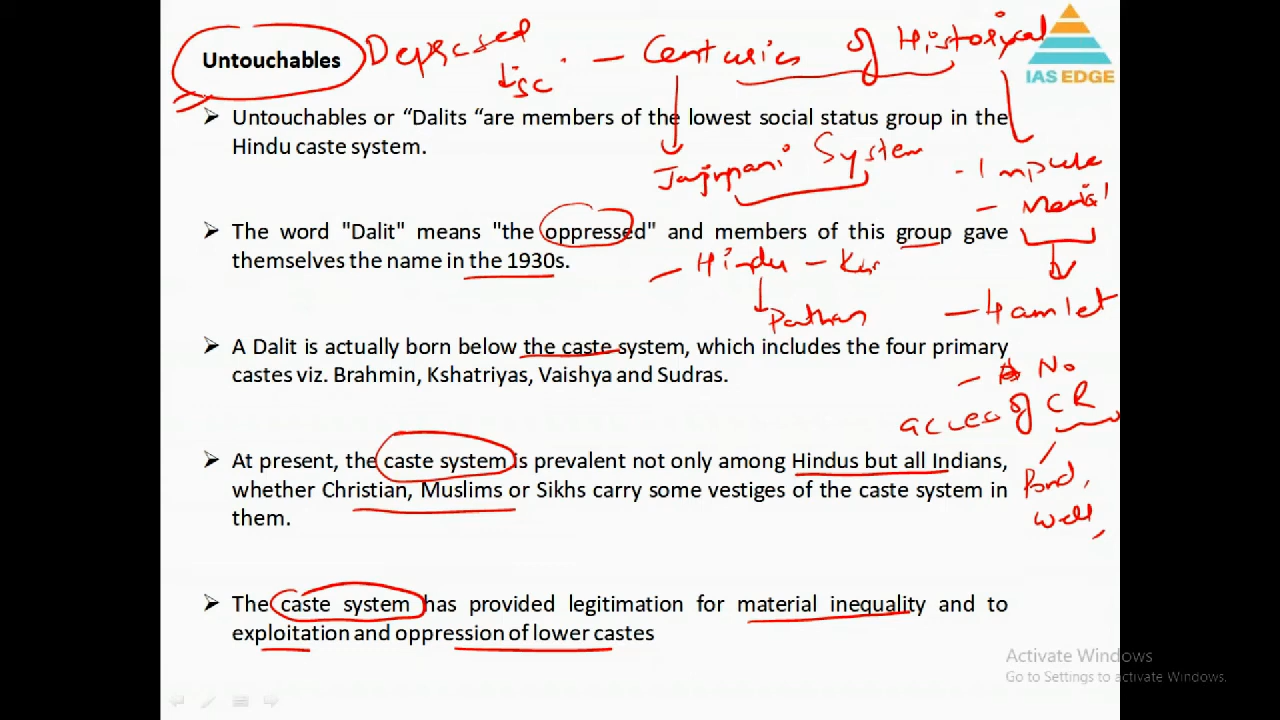 Untouchables
Depressed
↓SC
— Centuries of Historical
IAS EDGE
➢ Untouchables or “Dalits “are members of the lowest social status group in the
Hindu caste system.
System
- Menial
➢ The word "Dalit" means "the oppressed" and members of this group gave
themselves the name in the 1930s.
— Hindu —
— Hamlet
➢ A Dalit is actually born below the caste system, which includes the four primary
castes viz. Brahmin, Kshatriyas, Vaishya and Sudras.
— No
access of CR
➢ At present, the caste system is prevalent not only among Hindus but all Indians,
whether Christian, Muslims or Sikhs carry some vestiges of the caste system in
them.
Pond,
well,
➢ The caste system has provided legitimation for material inequality and to
exploitation and oppression of lower castes
Activate Windows
Go to Settings to activate Windows.